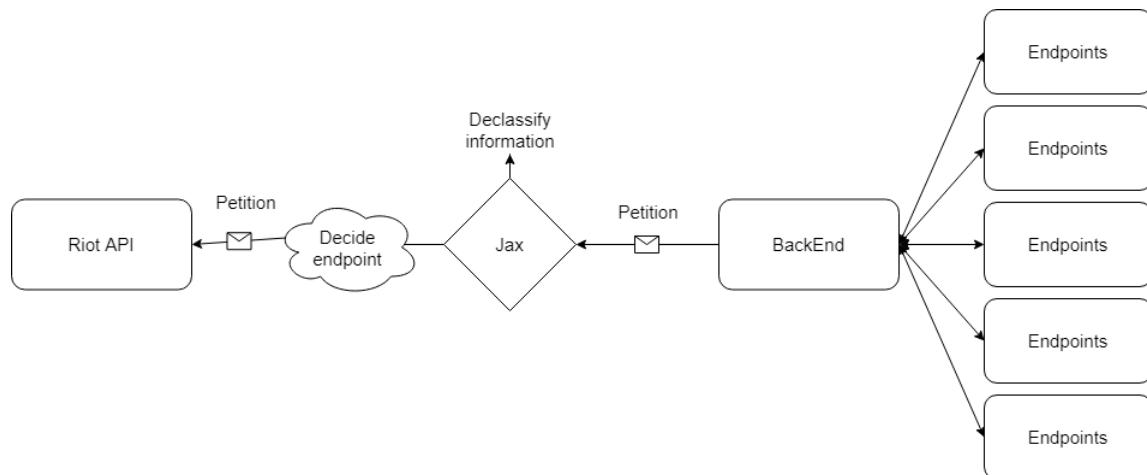 Endpoints
Endpoints
Declassify
information
Petition
Petition
Riot API
Decide
endpoint
Jax
BackEnd
Endpoints
Endpoints
Endpoints